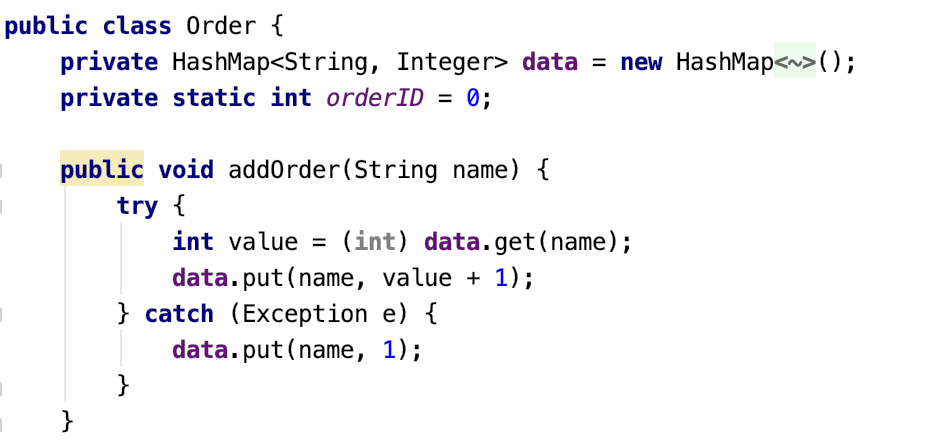 public class Order {
    private HashMap<String, Integer> data = new HashMap<~>();
    private static int orderID = 0;
    public void addOrder(String name) {
        try {
            int value = (int) data.get(name);
            data.put(name, value + 1);
        } catch (Exception e) {
            data.put(name, 1);
        }
    }